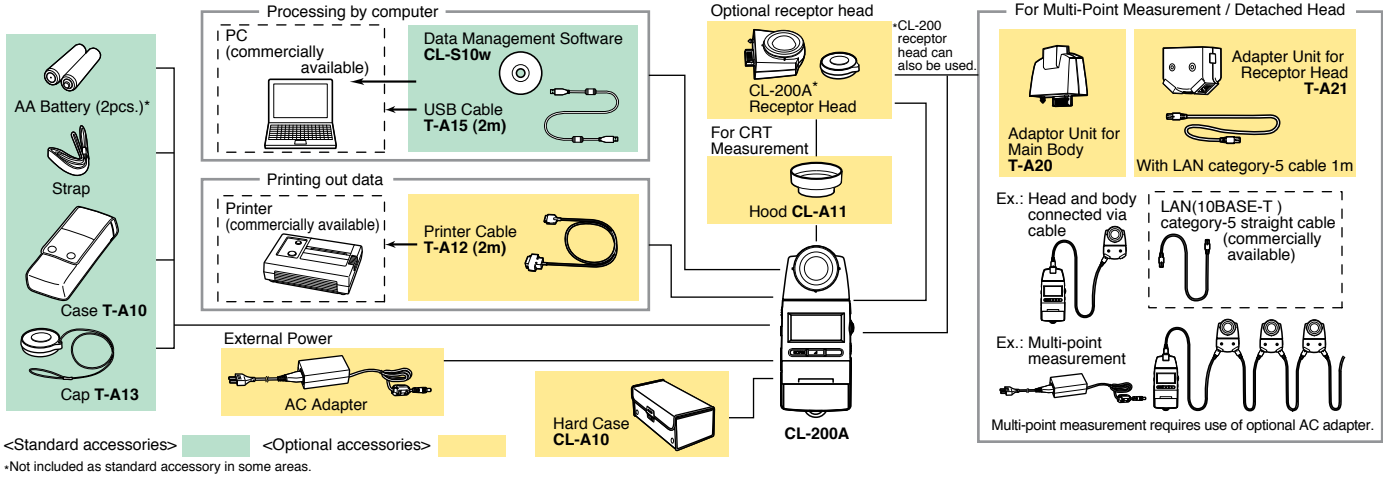 AA Battery (2pcs.)*
Strap
Case T-A10
Cap T-A13
Processing by computer
PC
(commercially
available)
Data Management Software
CL-S10w
USB Cable
T-A15 (2m)
Printing out data
Printer
(commercially available)
Printer Cable
T-A12 (2m)
External Power
AC Adapter
Hard Case
CL-A10
Optional receptor head
CL-200A*
Receptor Head
*CL-200
receptor
head can
also be used.
For CRT
Measurement
Hood CL-A11
CL-200A
For Multi-Point Measurement / Detached Head
Adaptor Unit for
Main Body
T-A20
Adapter Unit for
Receptor Head
T-A21
With LAN category-5 cable 1m
Ex.: Head and body
connected via
cable
LAN(10BASE-T )
category-5 straight cable
(commercially
available)
Ex.: Multi-point
measurement
Multi-point measurement requires use of optional AC adapter.
<Standard accessories>
<Optional accessories>
*Not included as standard accessory in some areas.